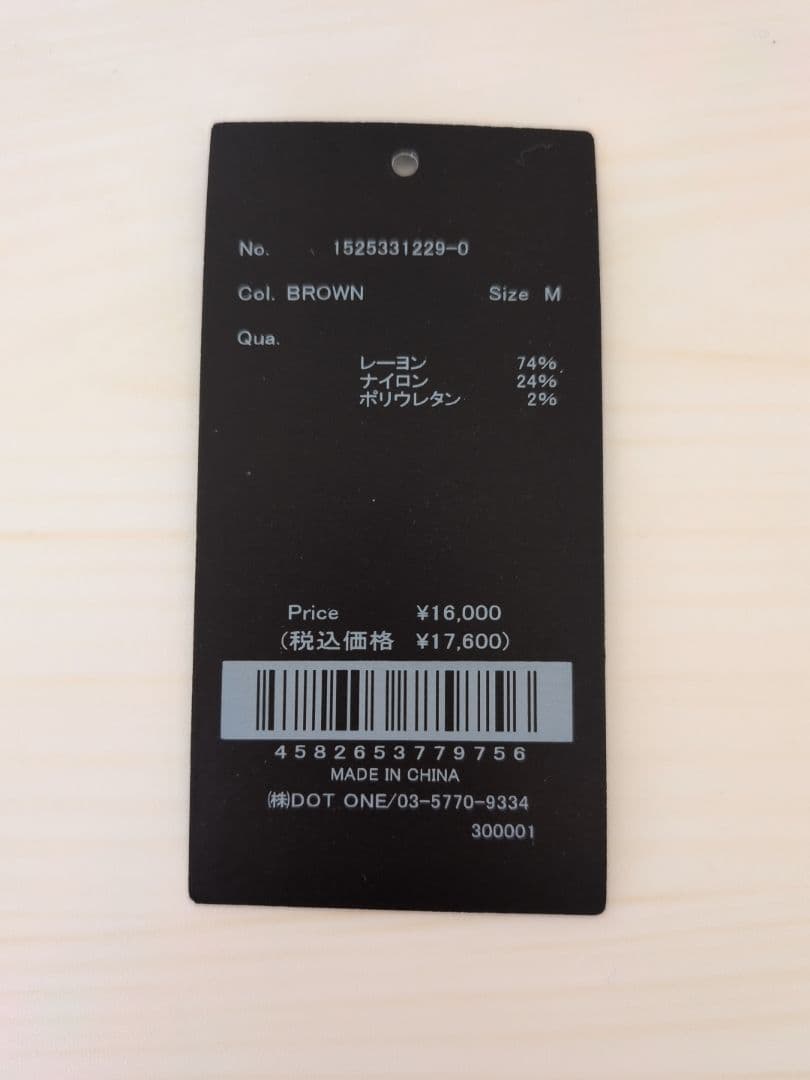 No. 1525331229-0
Col. BROWN Size M
Qua.
レーヨン 74%
ナイロン 24%
ポリウレタン 2%
Price ¥16,000
(税込価格 ¥17,600)
4582653779756
MADE IN CHINA
㈱DOT ONE/03-5770-9334
300001